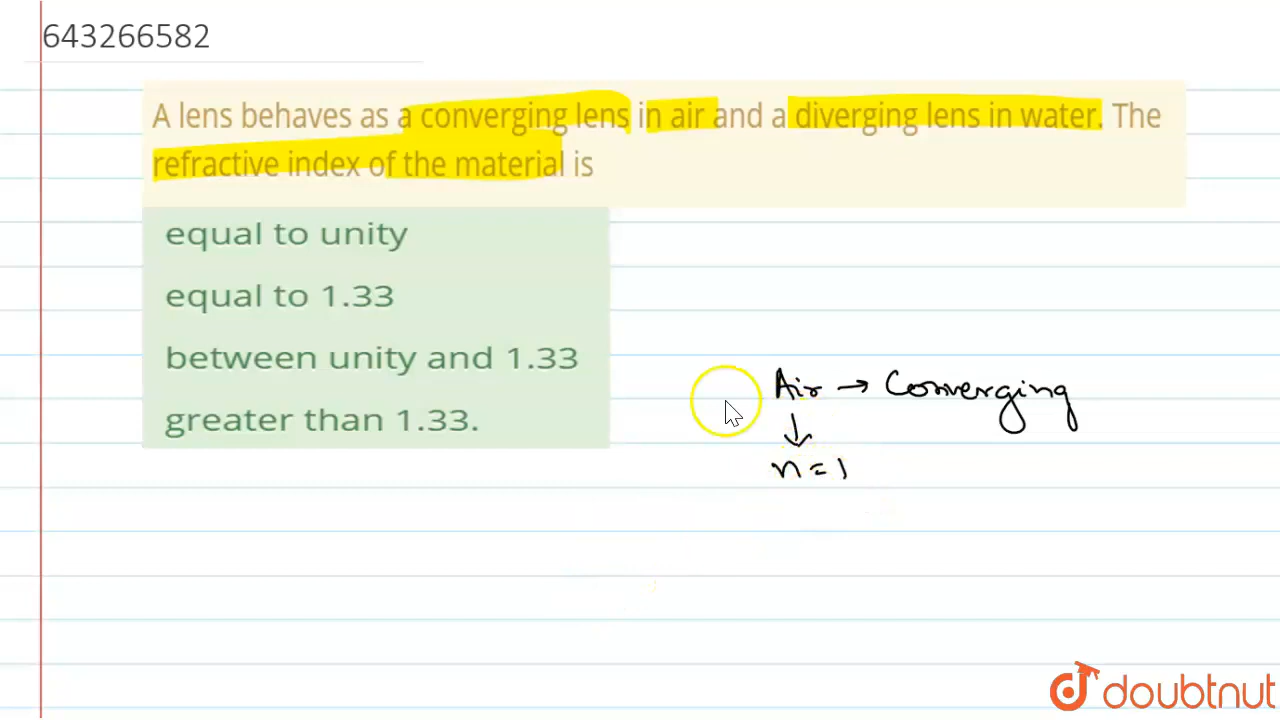 643266582
A lens behaves as a converging lens in air and a diverging lens in water. The
refractive index of the material is
equal to unity
equal to 1.33
between unity and 1.33
greater than 1.33.
Air → Converging
↓
n = 1
doubtnut